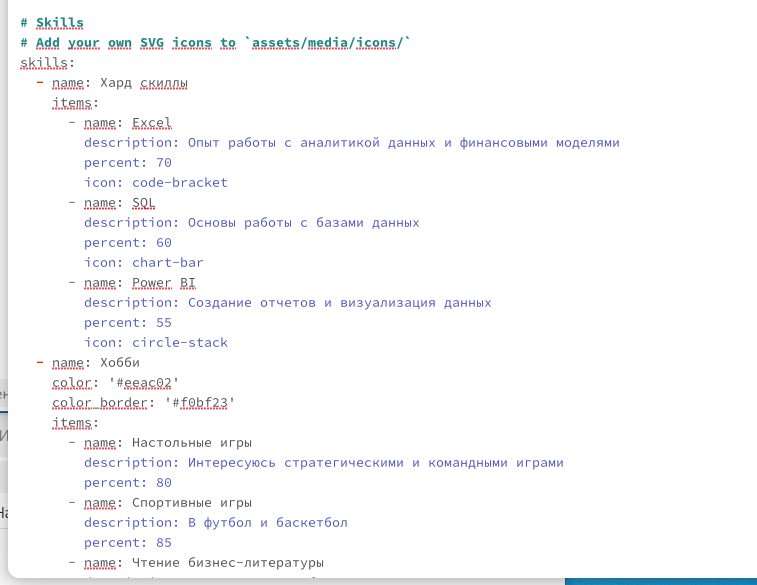 # Skills
# Add your own SVG icons to `assets/media/icons/`
skills:
  - name: Хард скиллы
    items:
      - name: Excel
        description: Опыт работы с аналитикой данных и финансовыми моделями
        percent: 70
        icon: code-bracket
      - name: SQL
        description: Основы работы с базами данных
        percent: 60
        icon: chart-bar
      - name: Power BI
        description: Создание отчетов и визуализация данных
        percent: 55
        icon: circle-stack
  - name: Хобби
    color: '#eeac02'
    color_border: '#f0bf23'
    items:
      - name: Настольные игры
        description: Интересуюсь стратегическими и командными играми
        percent: 80
      - name: Спортивные игры
        description: В футбол и баскетбол
        percent: 85
      - name: Чтение бизнес-литературы